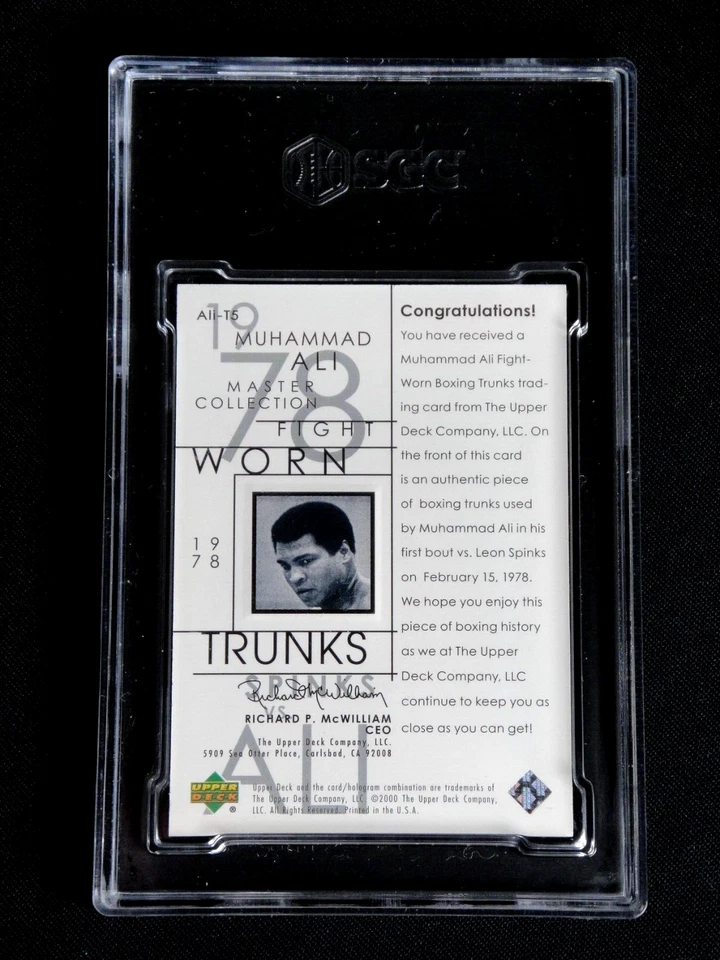 SGC
Ali-T5
1978
MUHAMMAD
ALI
MASTER
COLLECTION
FIGHT
WORN
19
78
TRUNKS
SPINKS
VS.
ALI
Richard P. McWilliam
RICHARD P. McWILLIAM
CEO
The Upper Deck Company, LLC.
5909 Sea Otter Place, Carlsbad, CA 92008
Congratulations!
You have received a
Muhammad Ali Fight-
Worn Boxing Trunks trad-
ing card from The Upper
Deck Company, LLC. On
the front of this card
is an authentic piece
of boxing trunks used
by Muhammad Ali in his
first bout vs. Leon Spinks
on February 15, 1978.
We hope you enjoy this
piece of boxing history
as we at The Upper
Deck Company, LLC
continue to keep you as
close as you can get!
UPPER
DECK
®
Upper Deck and the card/hologram combination are trademarks of
The Upper Deck Company, LLC. ©2000 The Upper Deck Company,
LLC. All Rights Reserved. Printed in the U.S.A.